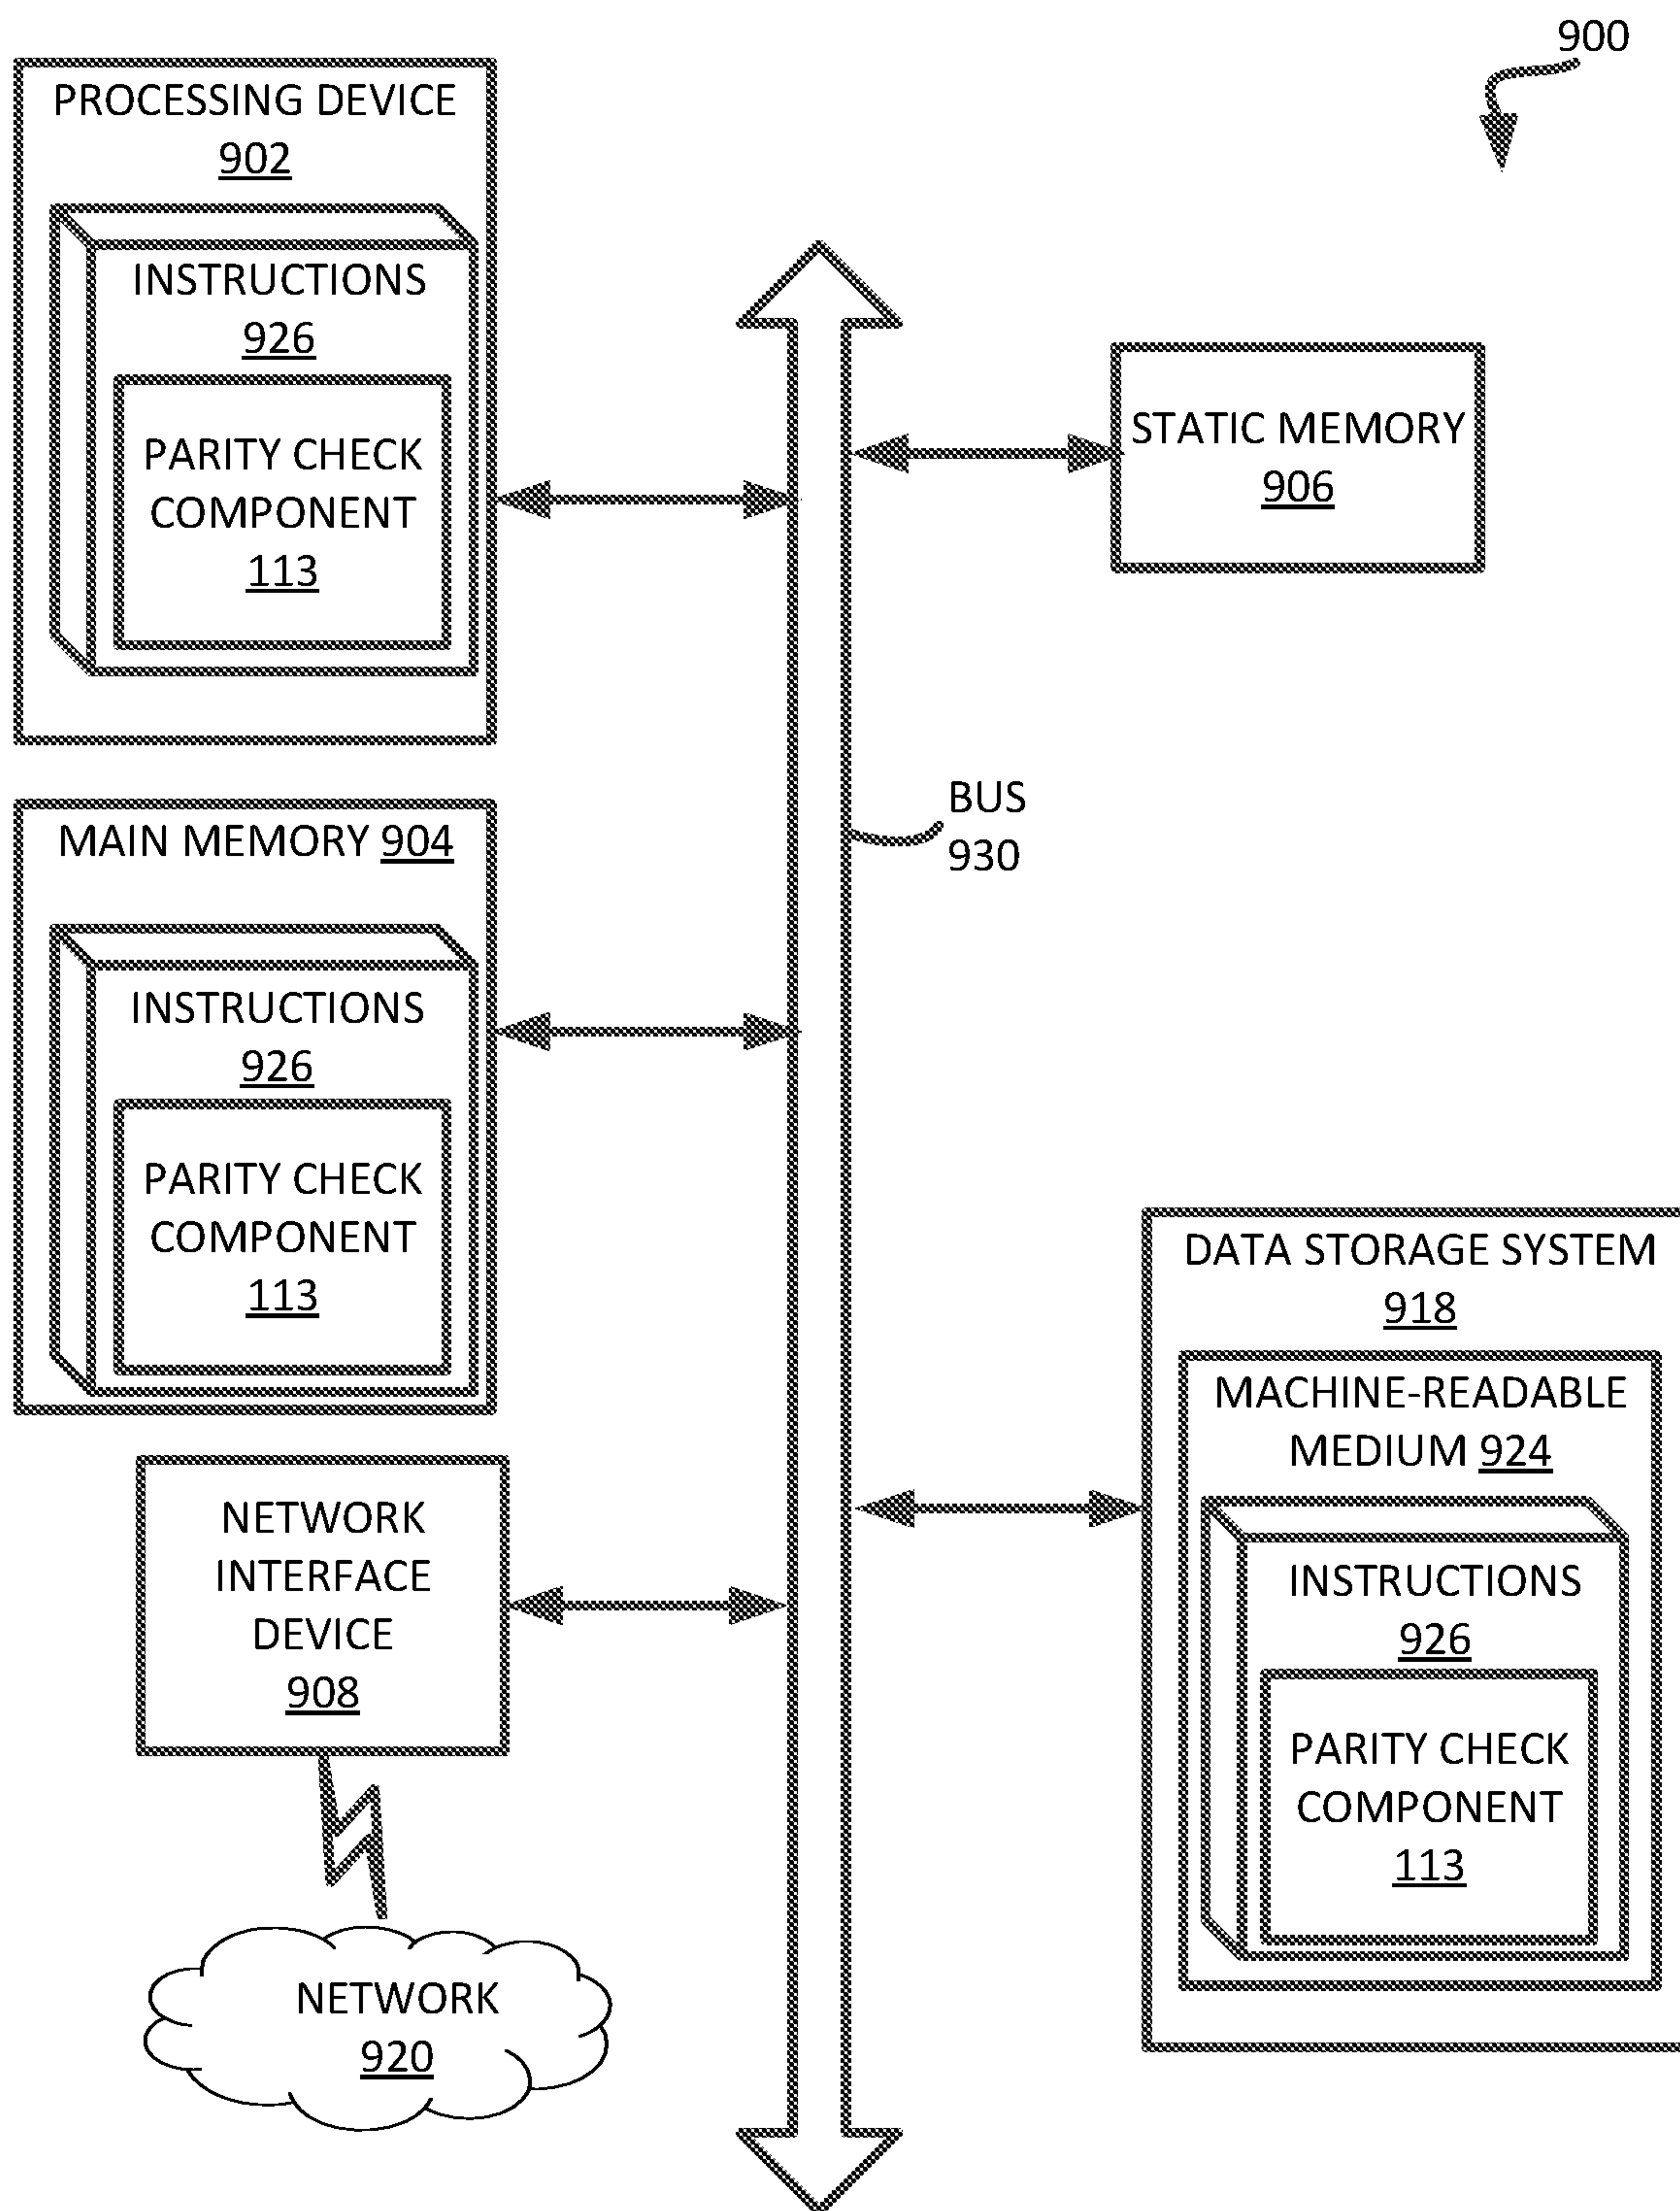 900
PROCESSING DEVICE
902
INSTRUCTIONS
926
PARITY CHECK
COMPONENT
113
STATIC MEMORY
906
BUS
930
MAIN MEMORY 904
INSTRUCTIONS
926
PARITY CHECK
COMPONENT
113
DATA STORAGE SYSTEM
918
MACHINE-READABLE
MEDIUM 924
INSTRUCTIONS
926
PARITY CHECK
COMPONENT
113
NETWORK
INTERFACE
DEVICE
908
NETWORK
920